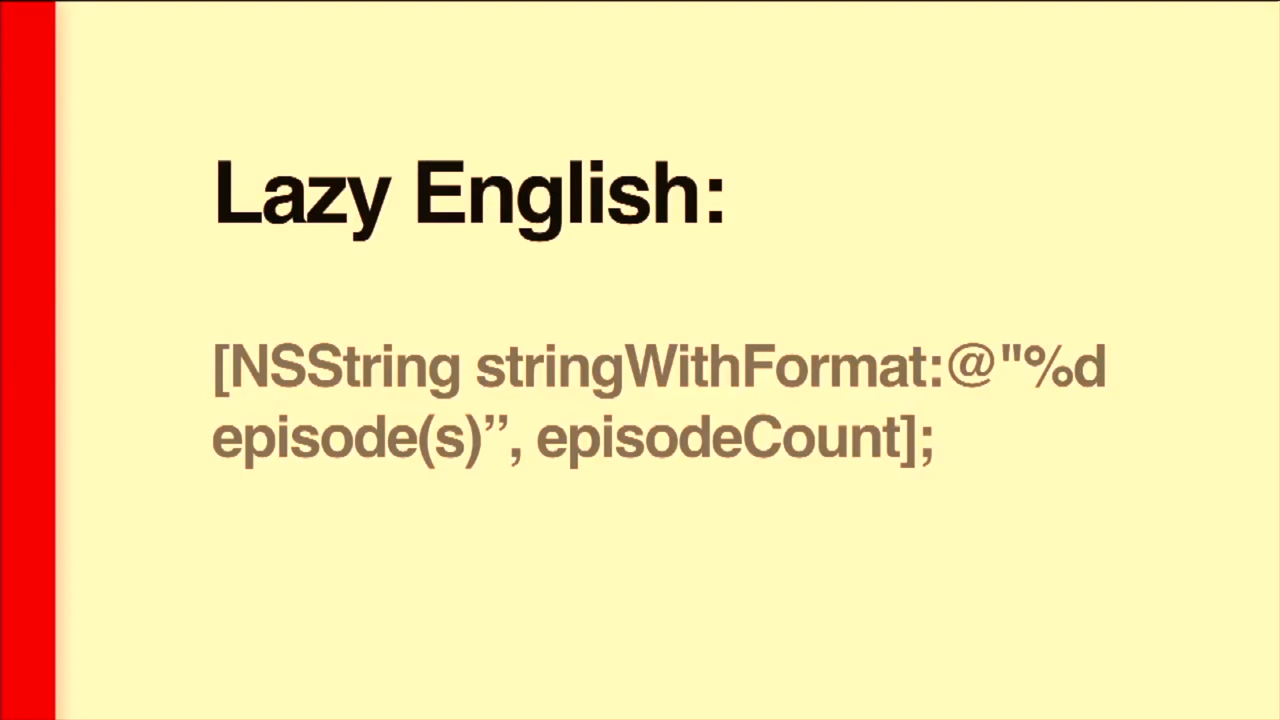 Lazy English:
[NSString stringWithFormat:@"%d
episode(s)”, episodeCount];